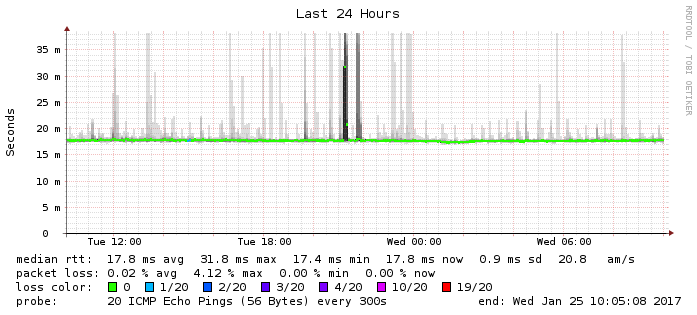 Last 24 Hours
RRDTOOL / TOBI OETIKER
Seconds
35 m
30 m
25 m
20 m
15 m
10 m
5 m
0
Tue 12:00 Tue 18:00 Wed 00:00 Wed 06:00
median rtt: 17.8 ms avg 31.8 ms max 17.4 ms min 17.8 ms now 0.9 ms sd 20.8 am/s
packet loss: 0.02 % avg 4.12 % max 0.00 % min 0.00 % now
loss color: 0 1/20 2/20 3/20 4/20 10/20 19/20
probe: 20 ICMP Echo Pings (56 Bytes) every 300s end: Wed Jan 25 10:05:08 2017